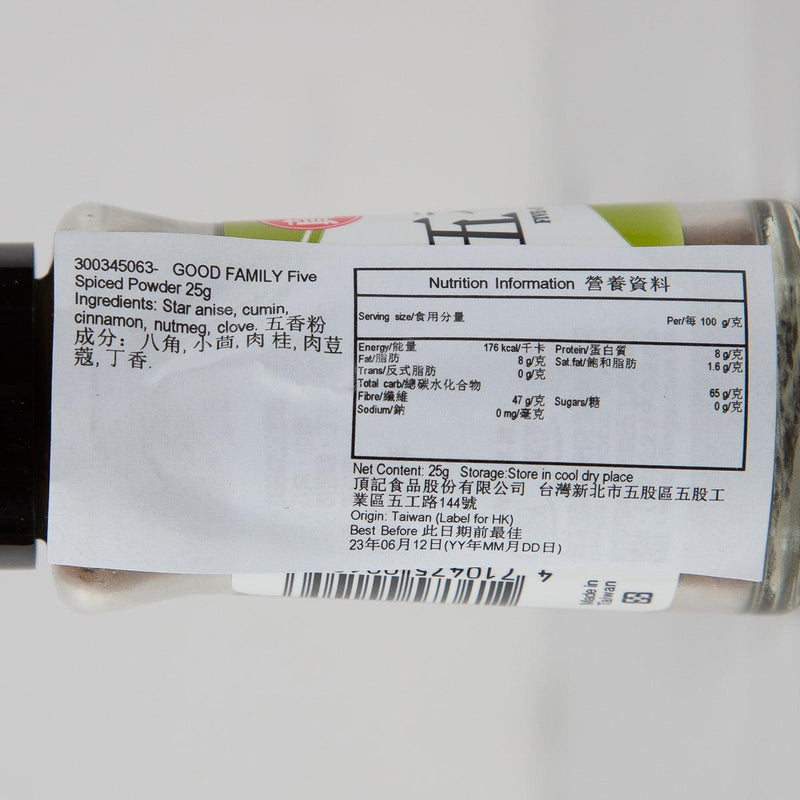 300345063- GOOD FAMILY Five
Spiced Powder 25g
Ingredients: Star anise, cumin,
cinnamon, nutmeg, clove. 五香粉
成分: 八角, 小茴, 肉桂, 肉荳
蔻, 丁香.
Nutrition Information 營養資料
Serving size/食用分量
Per/每 100 g/克
Energy/能量 176 kcal/千卡 Protein/蛋白質 8 g/克
Fat/脂肪 8 g/克 Sat.fat/飽和脂肪 1.6 g/克
Trans/反式脂肪 0 g/克
Total carb/總碳水化合物 65 g/克
Fibre/纖維 47 g/克 Sugars/糖 0 g/克
Sodium/鈉 0 mg/毫克
Net Content: 25g Storage:Store in cool dry place
頂記食品股份有限公司 台灣新北市五股區五股工
業區五工路144號
Origin: Taiwan (Label for HK)
Best Before 此日期前最佳
23年06月12日(YY年MM月DD日)
五
Made in
Taiwan